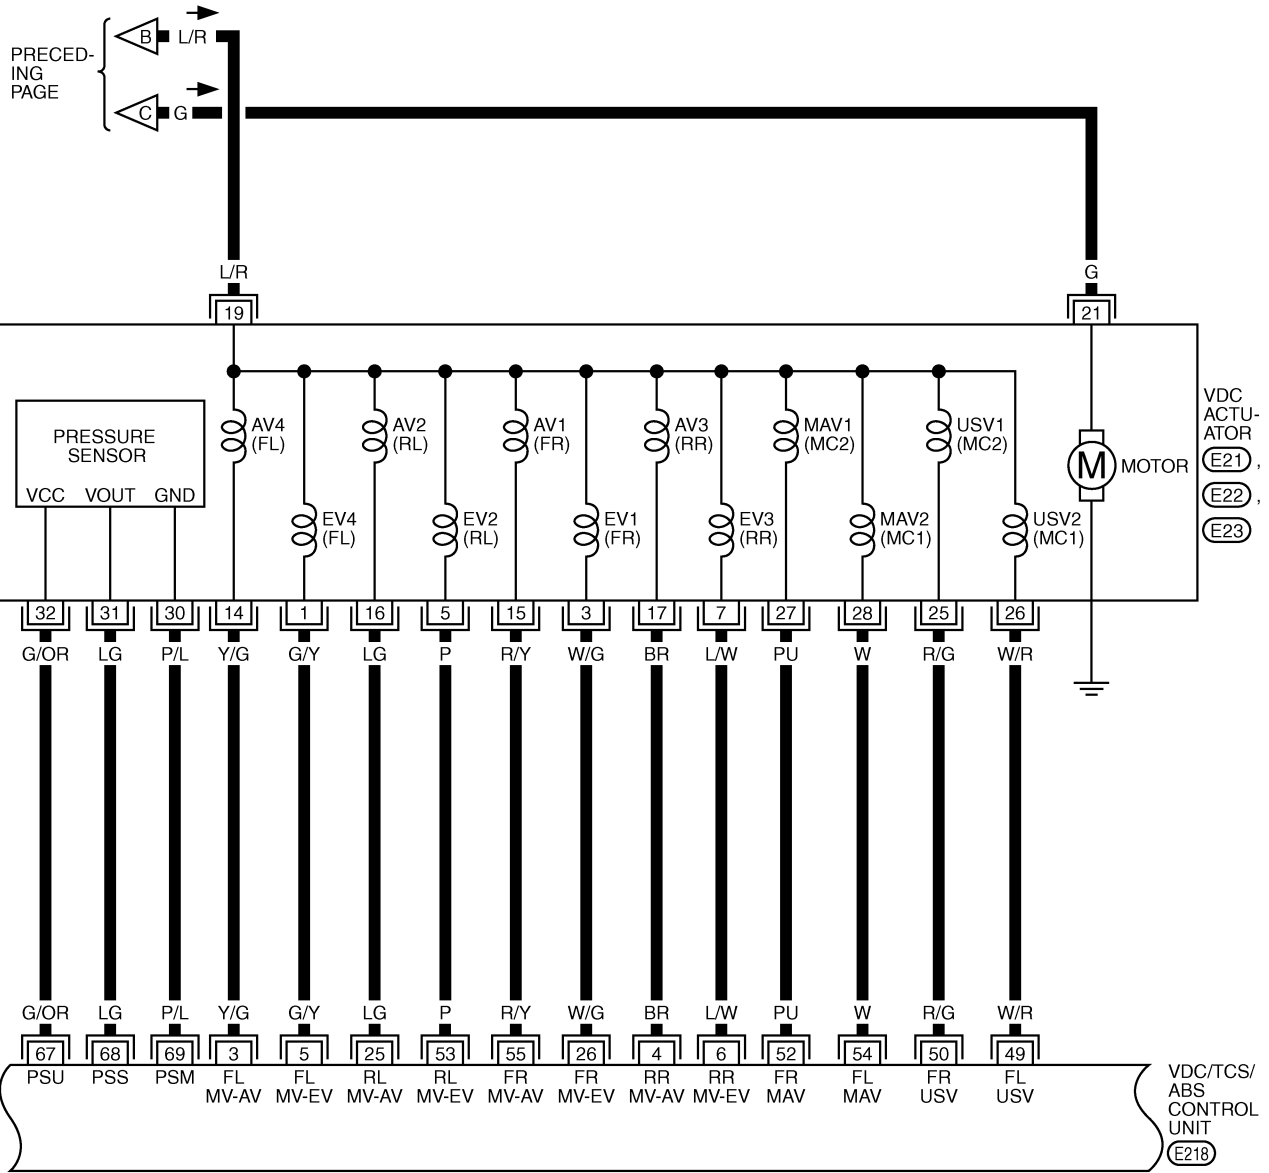 B L/R
PRECED-
ING
PAGE
C G
L/R G
19 21
VDC
ACTU-
ATOR
E21 ,
E22 ,
E23
PRESSURE
SENSOR
VCC VOUT GND
AV4
(FL)
AV2
(RL)
AV1
(FR)
AV3
(RR)
MAV1
(MC2)
USV1
(MC2)
M MOTOR
EV4
(FL)
EV2
(RL)
EV1
(FR)
EV3
(RR)
MAV2
(MC1)
USV2
(MC1)
32 31 30 14 1 16 5 15 3 17 7 27 28 25 26
G/OR LG P/L Y/G G/Y LG P R/Y W/G BR L/W PU W R/G W/R
G/OR LG P/L Y/G G/Y LG P R/Y W/G BR L/W PU W R/G W/R
67 68 69 3 5 25 53 55 26 4 6 52 54 50 49
PSU PSS PSM FL FL RL RL FR FR RR RR FR FL FR FL
MV-AV MV-EV MV-AV MV-EV MV-AV MV-EV MV-AV MV-EV MAV MAV USV USV
VDC/TCS/
ABS
CONTROL
UNIT
E218